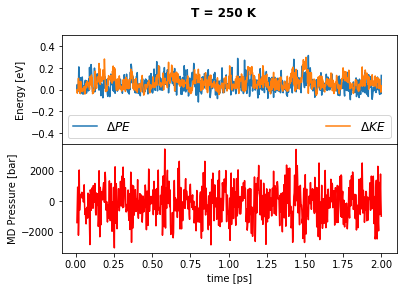 T = 250 K
Energy [eV]
0.4
0.2
0.0
−0.2
−0.4
ΔPE
ΔKE
MD Pressure [bar]
2000
0
−2000
0.00 0.25 0.50 0.75 1.00 1.25 1.50 1.75 2.00
time [ps]